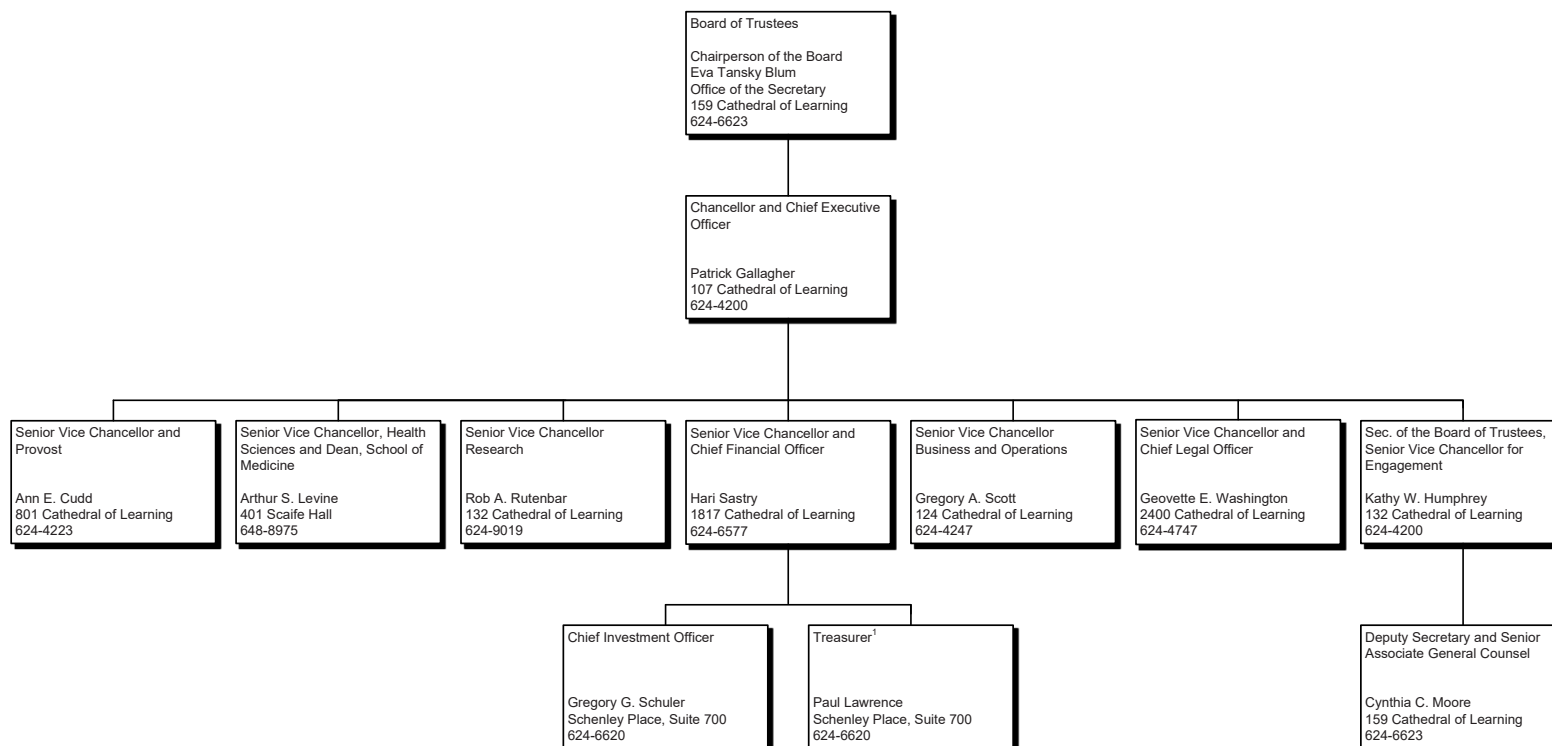 Board of Trustees
Chairperson of the Board
Eva Tansky Blum
Office of the Secretary
159 Cathedral of Learning
624-6623
Chancellor and Chief Executive
Officer
Patrick Gallagher
107 Cathedral of Learning
624-4200
Senior Vice Chancellor and
Provost
Ann E. Cudd
801 Cathedral of Learning
624-4223
Senior Vice Chancellor, Health
Sciences and Dean, School of
Medicine
Arthur S. Levine
401 Scaife Hall
648-8975
Senior Vice Chancellor
Research
Rob A. Rutenbar
132 Cathedral of Learning
624-9019
Senior Vice Chancellor and
Chief Financial Officer
Hari Sastry
1817 Cathedral of Learning
624-6577
Senior Vice Chancellor
Business and Operations
Gregory A. Scott
124 Cathedral of Learning
624-4247
Senior Vice Chancellor and
Chief Legal Officer
Geovette E. Washington
2400 Cathedral of Learning
624-4747
Sec. of the Board of Trustees,
Senior Vice Chancellor for
Engagement
Kathy W. Humphrey
132 Cathedral of Learning
624-4200
Chief Investment Officer
Gregory G. Schuler
Schenley Place, Suite 700
624-6620
Treasurer¹
Paul Lawrence
Schenley Place, Suite 700
624-6620
Deputy Secretary and Senior
Associate General Counsel
Cynthia C. Moore
159 Cathedral of Learning
624-6623